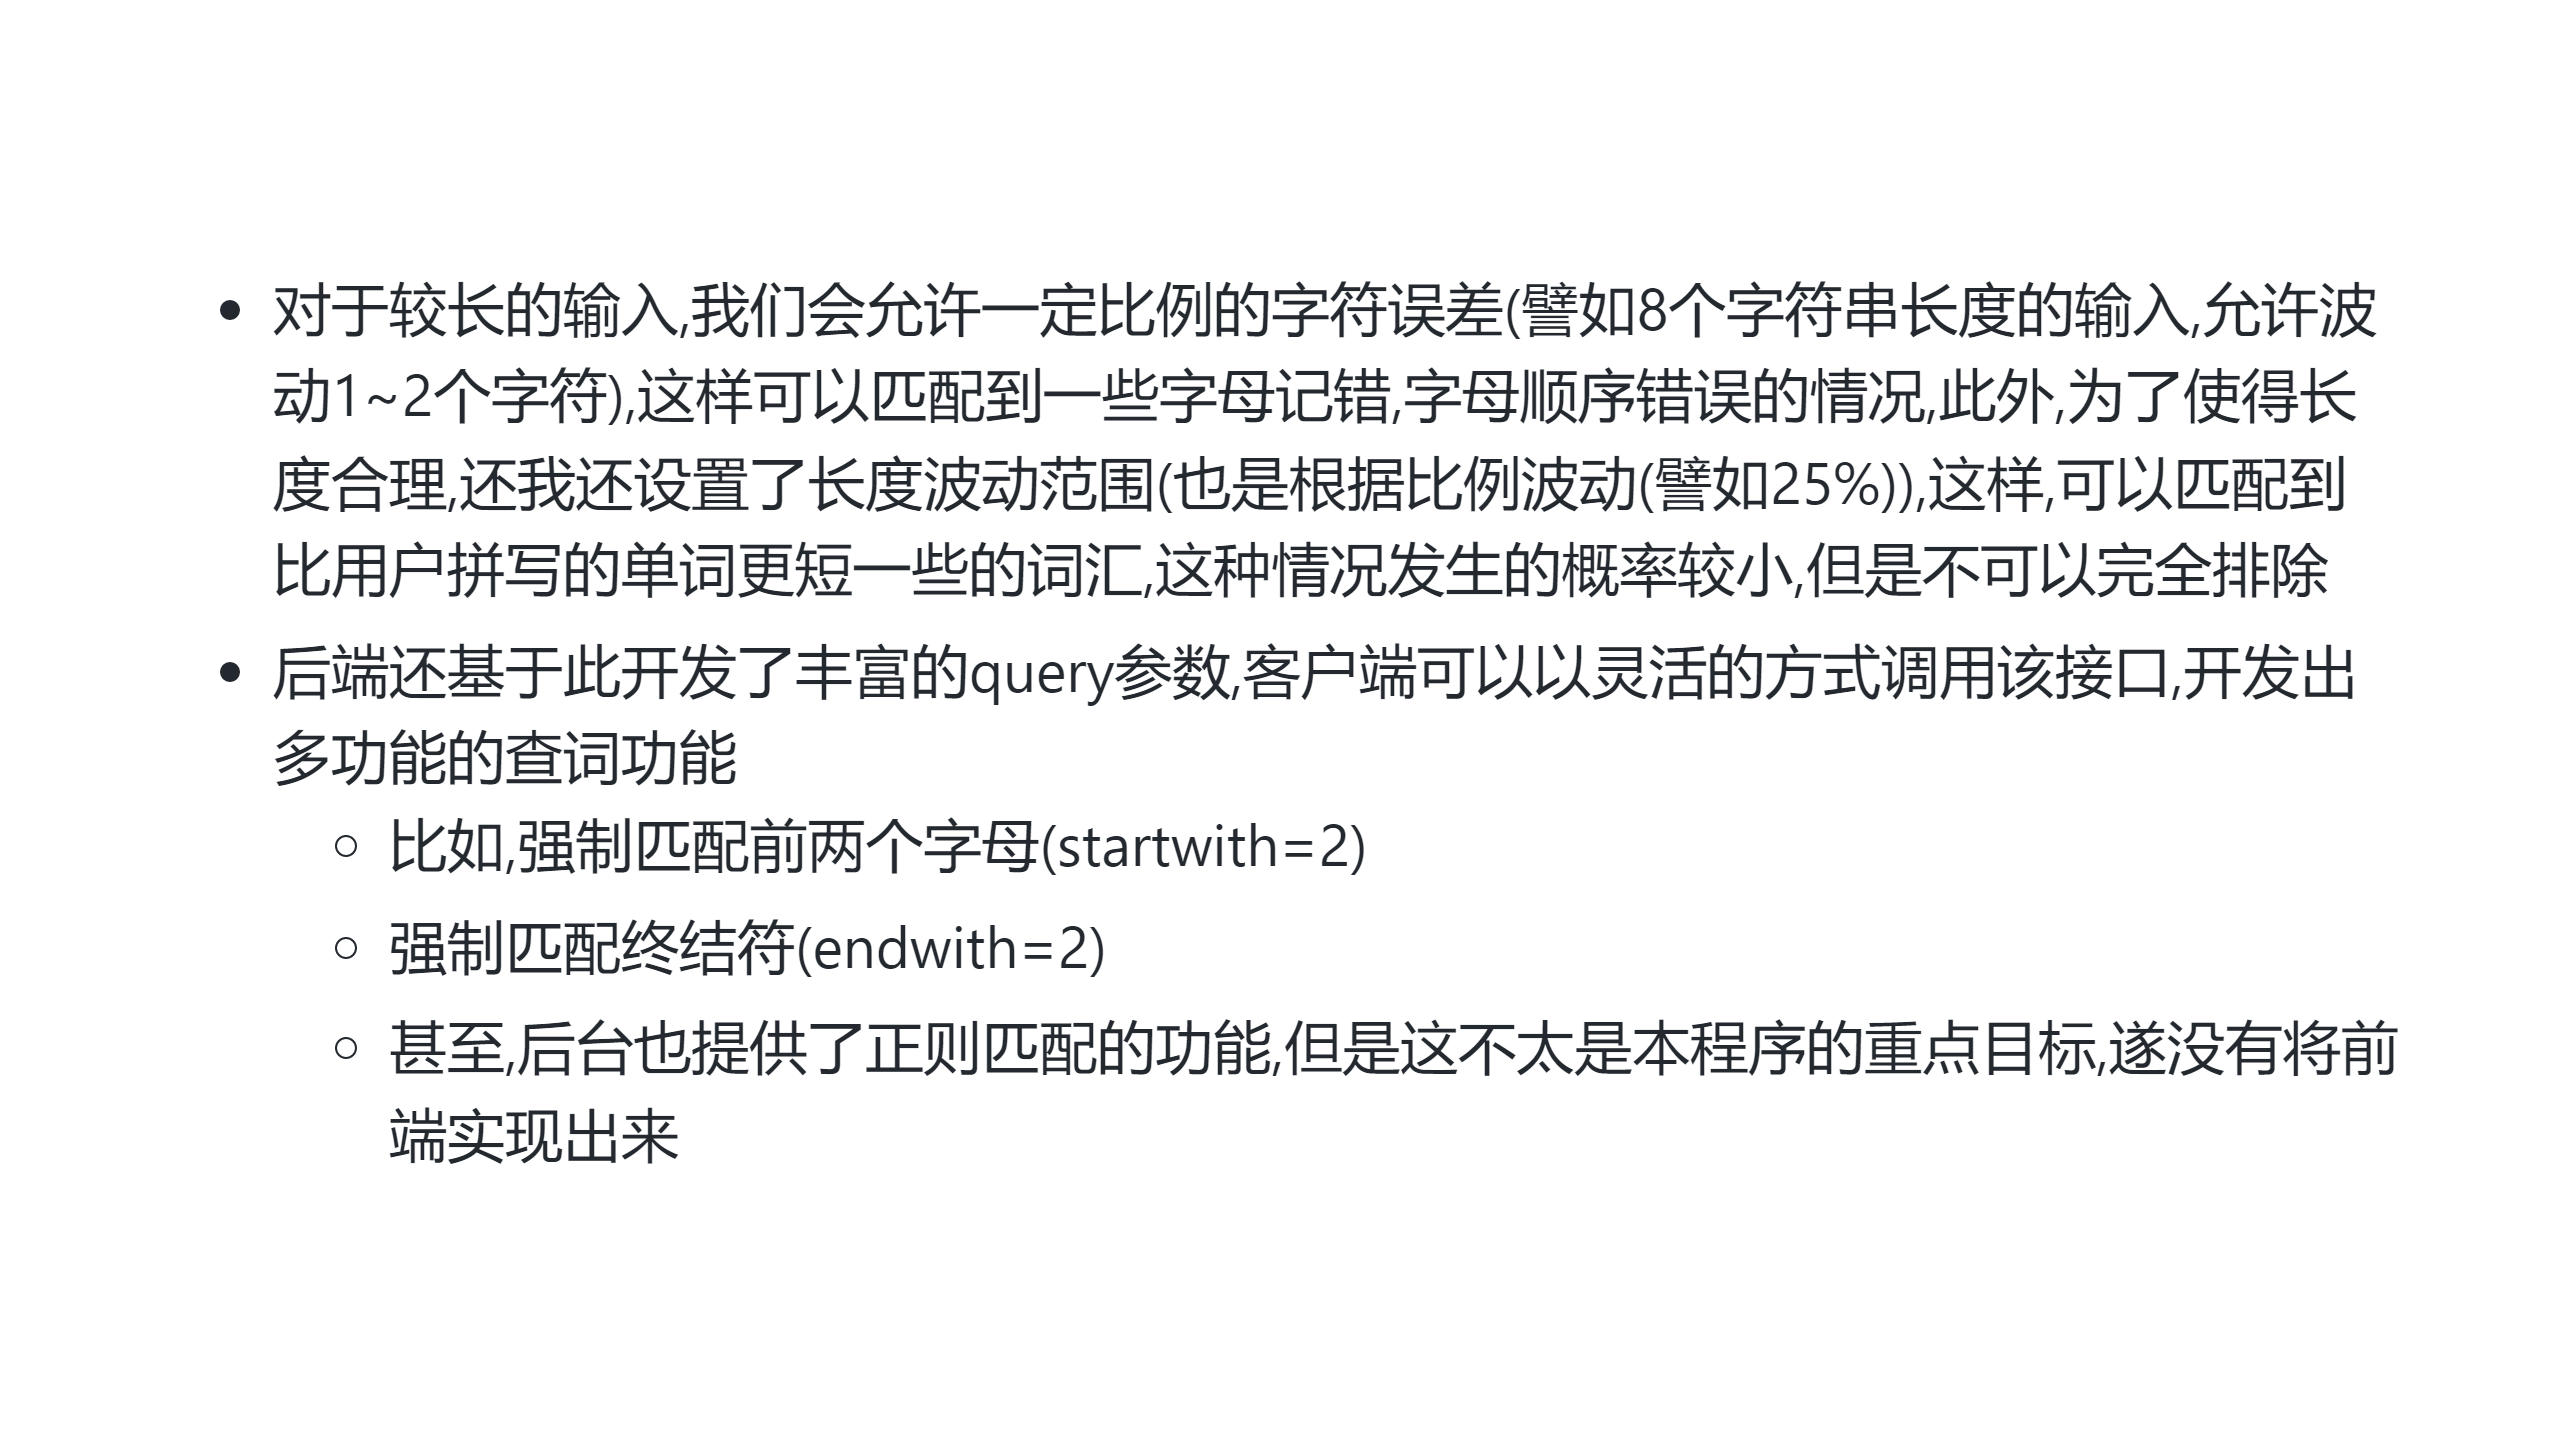 对于较长的输入,我们会允许一定比例的字符误差(譬如8个字符串长度的输入,允许波
动1~2个字符),这样可以匹配到一些字母记错,字母顺序错误的情况,此外,为了使得长
度合理,还我还设置了长度波动范围(也是根据比例波动(譬如25%)),这样,可以匹配到
比用户拼写的单词更短一些的词汇,这种情况发生的概率较小,但是不可以完全排除
后端还基于此开发了丰富的query参数,客户端可以以灵活的方式调用该接口,开发出
多功能的查词功能
比如,强制匹配前两个字母(startwith=2)
强制匹配终结符(endwith=2)
甚至,后台也提供了正则匹配的功能,但是这不太是本程序的重点目标,遂没有将前
端实现出来